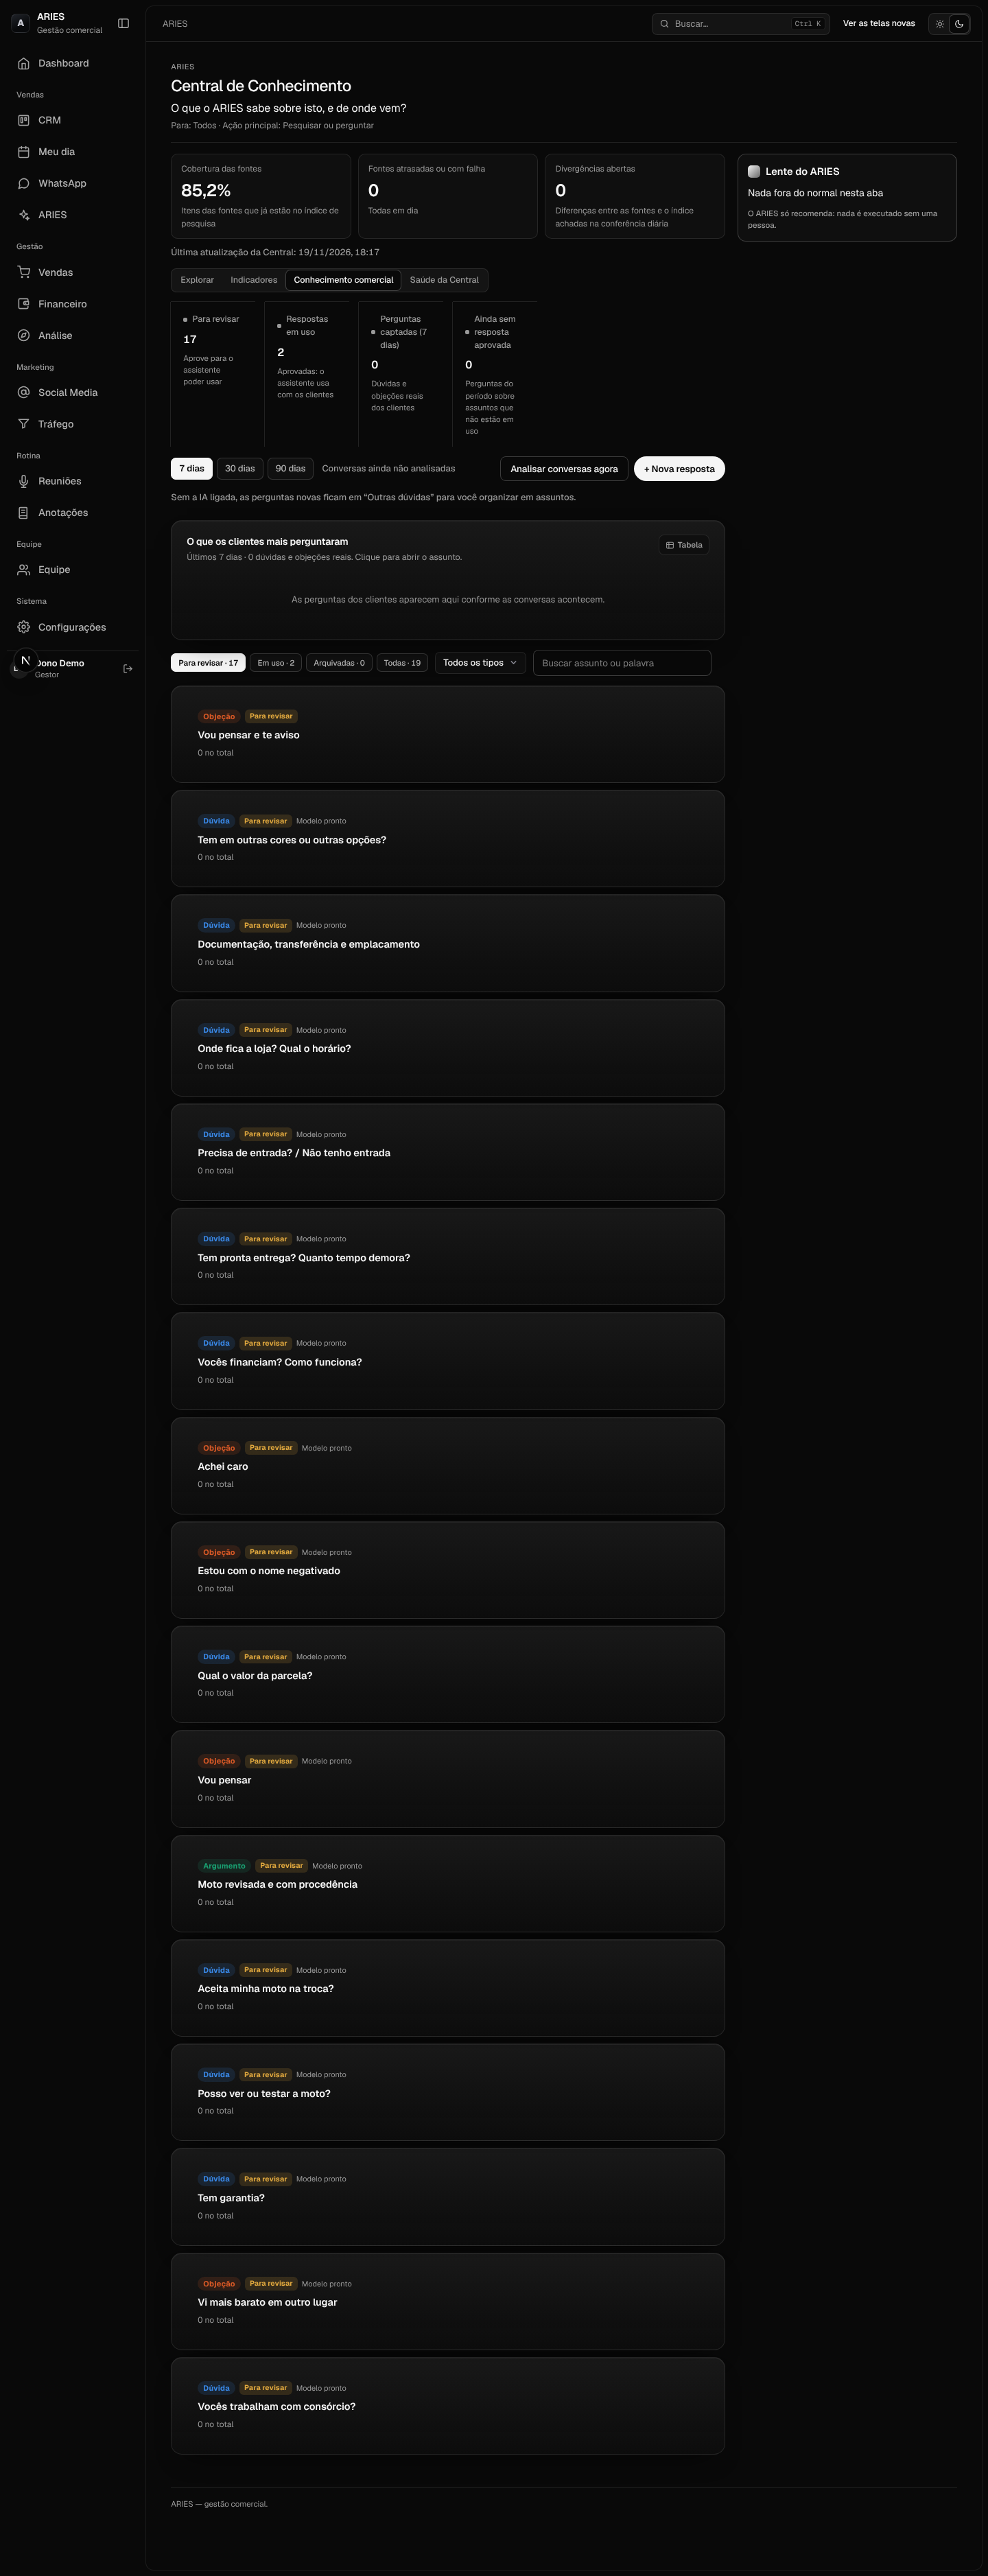 A
ARIES
Gestão comercial
Dashboard
Vendas
CRM
Meu dia
WhatsApp
ARIES
Gestão
Vendas
Financeiro
Análise
Marketing
Social Media
Tráfego
Rotina
Reuniões
Anotações
Equipe
Equipe
Sistema
Configurações
N
Dono Demo
Gestor
ARIES
Buscar...
Ctrl K
Ver as telas novas
ARIES
Central de Conhecimento
O que o ARIES sabe sobre isto, e de onde vem?
Para: Todos · Ação principal: Pesquisar ou perguntar
Cobertura das fontes
85,2%
Itens das fontes que já estão no índice de
pesquisa
Fontes atrasadas ou com falha
0
Todas em dia
Divergências abertas
0
Diferenças entre as fontes e o índice
achadas na conferência diária
Lente do ARIES
Nada fora do normal nesta aba
O ARIES só recomenda: nada é executado sem uma
pessoa.
Última atualização da Central: 19/11/2026, 18:17
Explorar
Indicadores
Conhecimento comercial
Saúde da Central
Para revisar
17
Aprove para o
assistente
poder usar
Respostas
em uso
2
Aprovadas: o
assistente usa
com os clientes
Perguntas
captadas (7
dias)
0
Dúvidas e
objeções reais
dos clientes
Ainda sem
resposta
aprovada
0
Perguntas do
período sobre
assuntos que
não estão em
uso
7 dias
30 dias
90 dias
Conversas ainda não analisadas
Analisar conversas agora
+ Nova resposta
Sem a IA ligada, as perguntas novas ficam em "Outras dúvidas" para você organizar em assuntos.
O que os clientes mais perguntaram
Últimos 7 dias · 0 dúvidas e objeções reais. Clique para abrir o assunto.
Tabela
As perguntas dos clientes aparecem aqui conforme as conversas acontecem.
Para revisar · 17
Em uso · 2
Arquivadas · 0
Todas · 19
Todos os tipos
Buscar assunto ou palavra
Objeção Para revisar
Vou pensar e te aviso
0 no total
Dúvida Para revisar Modelo pronto
Tem em outras cores ou outras opções?
0 no total
Dúvida Para revisar Modelo pronto
Documentação, transferência e emplacamento
0 no total
Dúvida Para revisar Modelo pronto
Onde fica a loja? Qual o horário?
0 no total
Dúvida Para revisar Modelo pronto
Precisa de entrada? / Não tenho entrada
0 no total
Dúvida Para revisar Modelo pronto
Tem pronta entrega? Quanto tempo demora?
0 no total
Dúvida Para revisar Modelo pronto
Vocês financiam? Como funciona?
0 no total
Objeção Para revisar Modelo pronto
Achei caro
0 no total
Objeção Para revisar Modelo pronto
Estou com o nome negativado
0 no total
Dúvida Para revisar Modelo pronto
Qual o valor da parcela?
0 no total
Objeção Para revisar Modelo pronto
Vou pensar
0 no total
Argumento Para revisar Modelo pronto
Moto revisada e com procedência
0 no total
Dúvida Para revisar Modelo pronto
Aceita minha moto na troca?
0 no total
Dúvida Para revisar Modelo pronto
Posso ver ou testar a moto?
0 no total
Dúvida Para revisar Modelo pronto
Tem garantia?
0 no total
Objeção Para revisar Modelo pronto
Vi mais barato em outro lugar
0 no total
Dúvida Para revisar Modelo pronto
Vocês trabalham com consórcio?
0 no total
ARIES — gestão comercial.